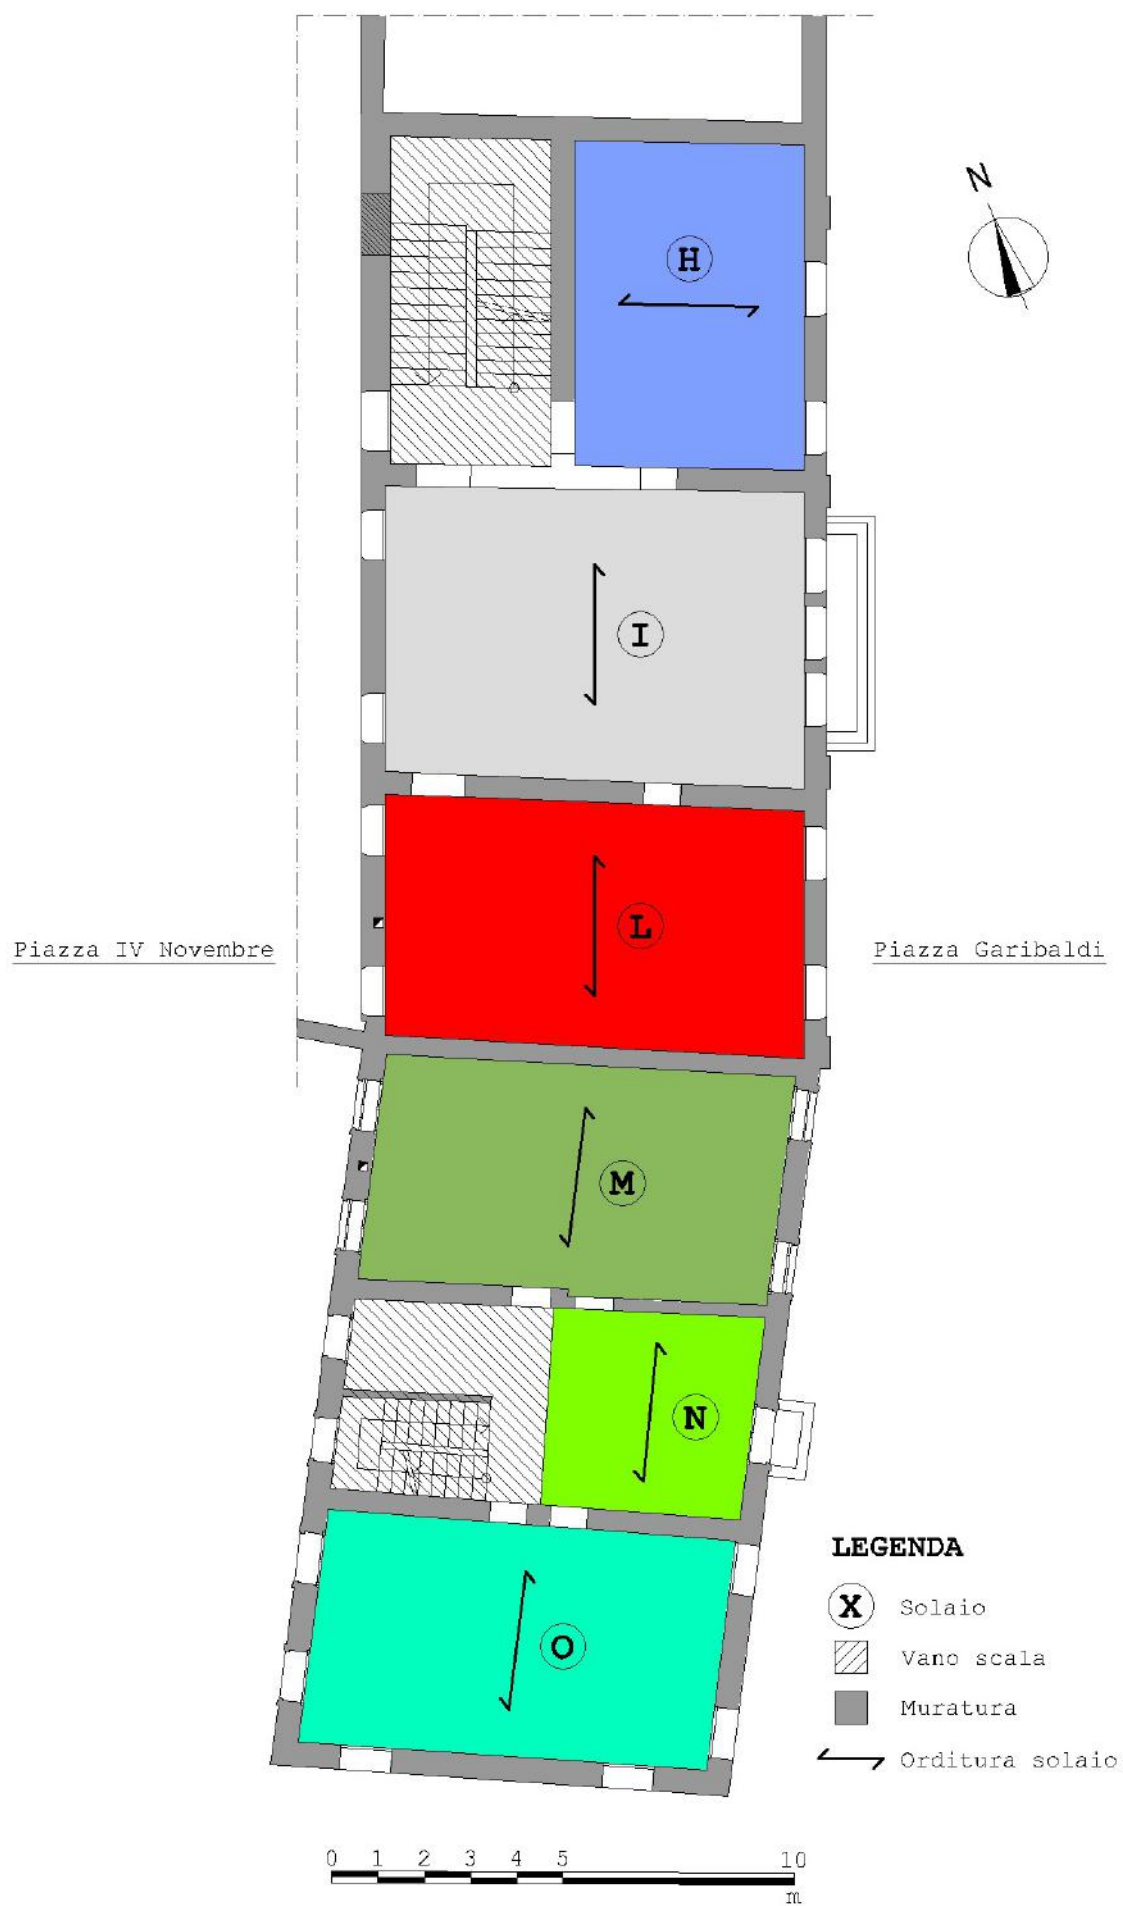 N
H
I
L
Piazza IV Novembre
Piazza Garibaldi
M
N
O
LEGENDA
X Solaio
Vano scala
Muratura
Orditura solaio
0 1 2 3 4 5 10
m